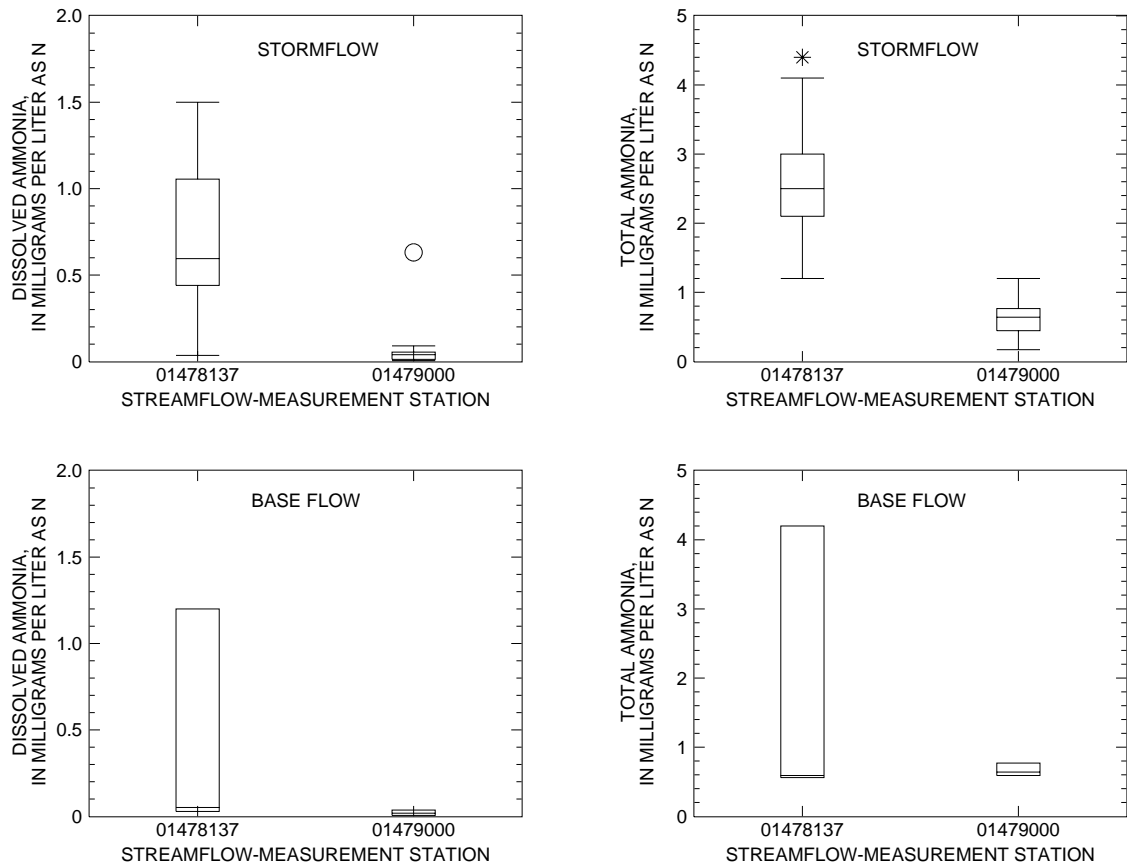 STORMFLOW
DISSOLVED AMMONIA,
IN MILLIGRAMS PER LITER AS N
2.0
1.5
1.0
0.5
0
01478137 01479000
STREAMFLOW-MEASUREMENT STATION
STORMFLOW
TOTAL AMMONIA,
IN MILLIGRAMS PER LITER AS N
5
4
3
2
1
0
01478137 01479000
STREAMFLOW-MEASUREMENT STATION
BASE FLOW
DISSOLVED AMMONIA,
IN MILLIGRAMS PER LITER AS N
2.0
1.5
1.0
0.5
0
01478137 01479000
STREAMFLOW-MEASUREMENT STATION
BASE FLOW
TOTAL AMMONIA,
IN MILLIGRAMS PER LITER AS N
5
4
3
2
1
0
01478137 01479000
STREAMFLOW-MEASUREMENT STATION